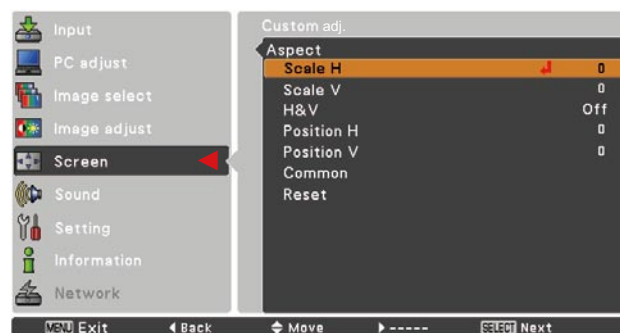 Input
PC adjust
Image select
Image adjust
Screen
Sound
Setting
Information
Network
Custom adj.
Aspect
Scale H 0
Scale V 0
H&V Off
Position H 0
Position V 0
Common
Reset
MENU Exit Back Move ----- SELECT Next